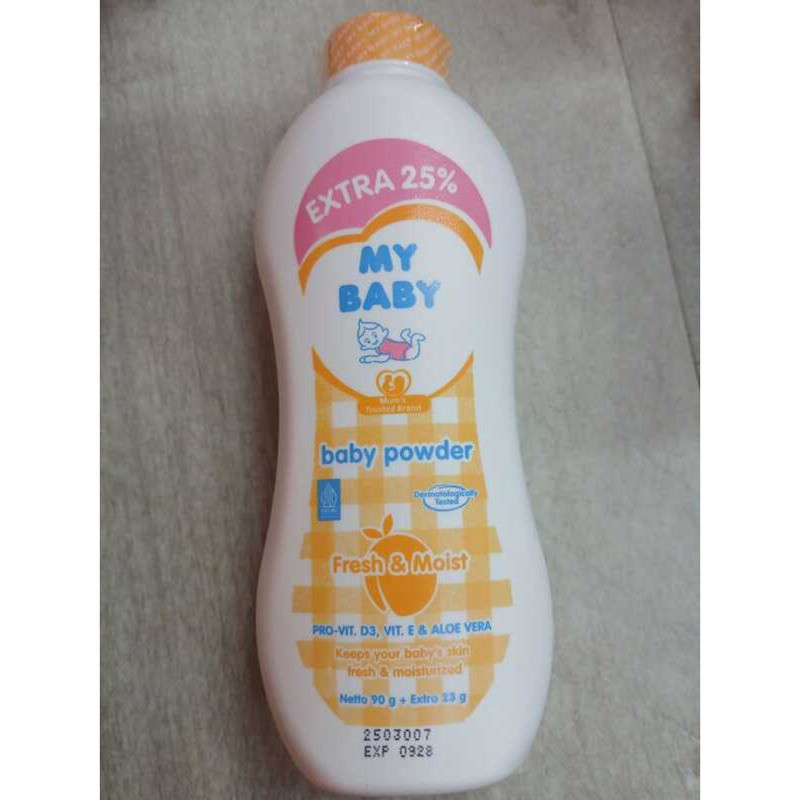 EXTRA 25%
MY
BABY
Mum's
Trusted Brand
baby powder
Dermatologically
Tested
Fresh & Moist
PRO-VIT. D3, VIT. E & ALOE VERA
Keeps your baby's skin
fresh & moisturized
Netto 90 g + Extra 23 g
2503007
EXP 0928